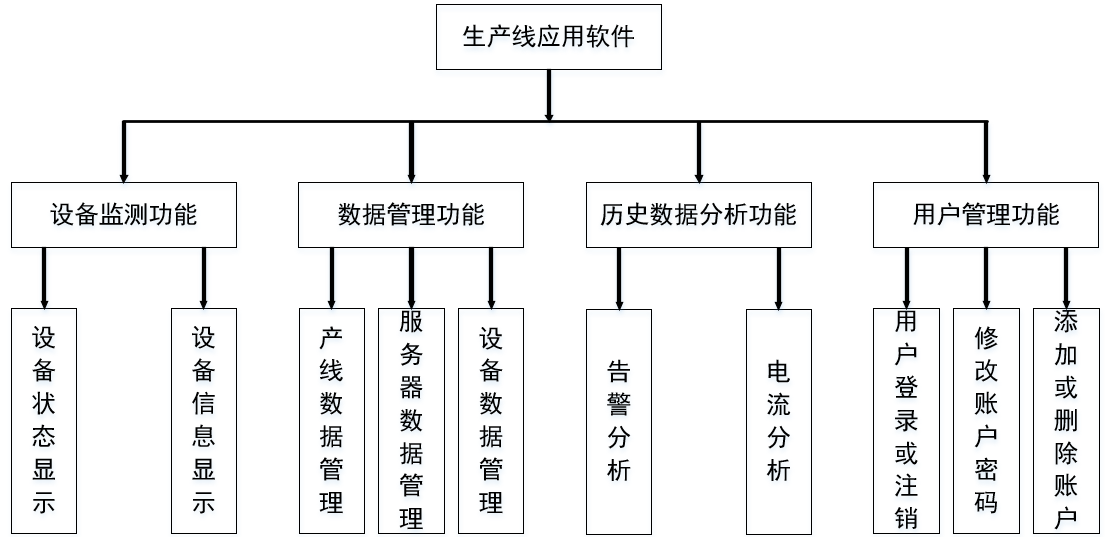 生产线应用软件
设备监测功能
数据管理功能
历史数据分析功能
用户管理功能
设备状态显示
设备信息显示
产线数据管理
服务器数据管理
设备数据管理
告警分析
电流分析
用户登录或注销
修改账户密码
添加或删除账户